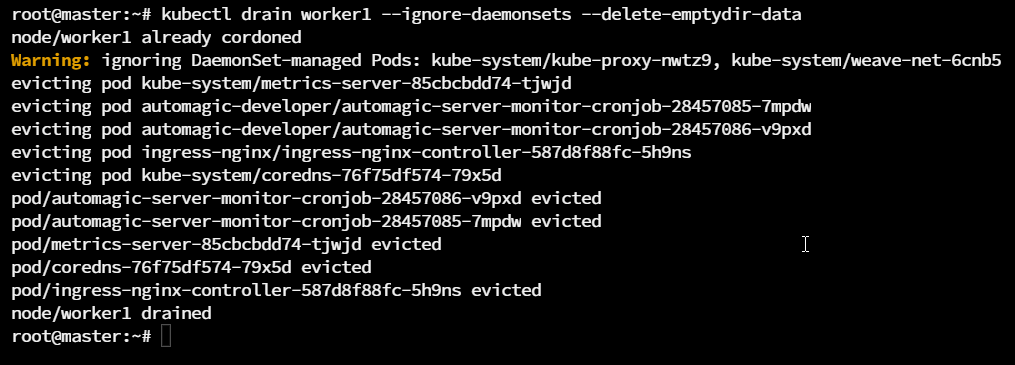 root@master:~# kubectl drain worker1 --ignore-daemonsets --delete-emptydir-data
node/worker1 already cordoned
Warning: ignoring DaemonSet-managed Pods: kube-system/kube-proxy-nwtz9, kube-system/weave-net-6cnb5
evicting pod kube-system/metrics-server-85cbcbdd74-tjwjd
evicting pod automagic-developer/automagic-server-monitor-cronjob-28457085-7mpdw
evicting pod automagic-developer/automagic-server-monitor-cronjob-28457086-v9pxd
evicting pod ingress-nginx/ingress-nginx-controller-587d8f88fc-5h9ns
evicting pod kube-system/coredns-76f75df574-79x5d
pod/automagic-server-monitor-cronjob-28457086-v9pxd evicted
pod/automagic-server-monitor-cronjob-28457085-7mpdw evicted
pod/metrics-server-85cbcbdd74-tjwjd evicted
pod/coredns-76f75df574-79x5d evicted
pod/ingress-nginx-controller-587d8f88fc-5h9ns evicted
node/worker1 drained
root@master:~#